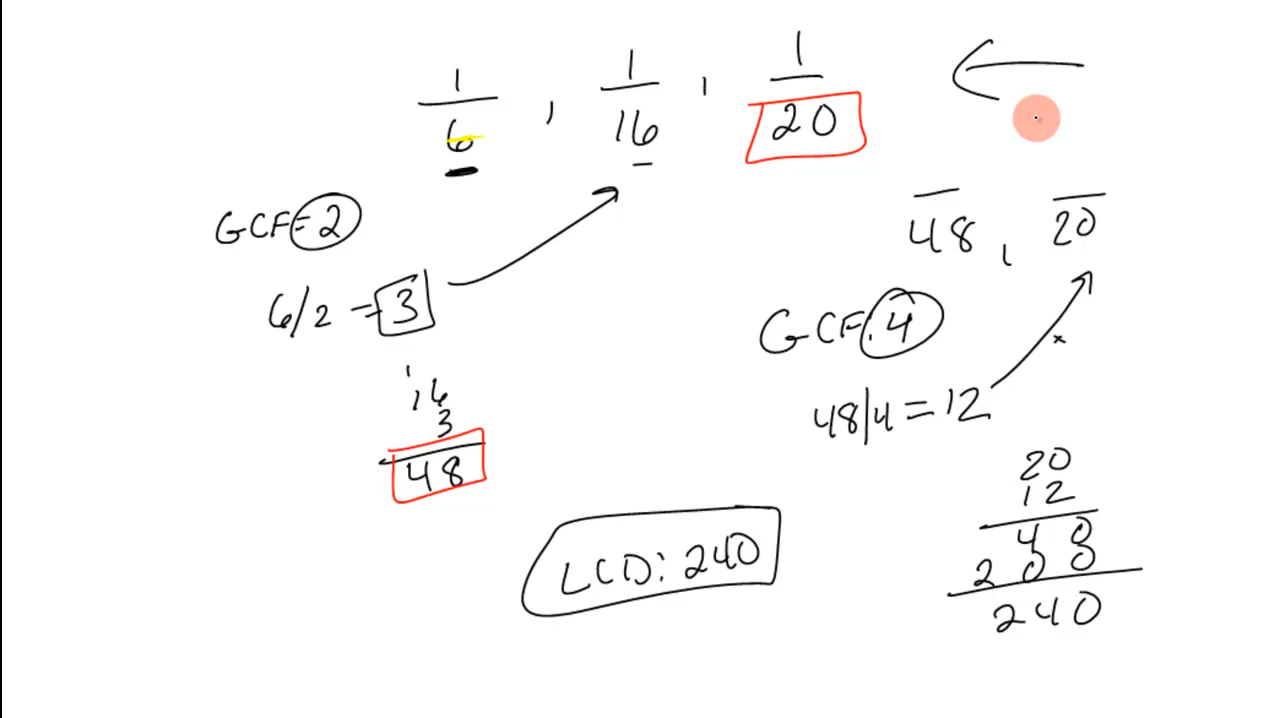 1/6 , 1/16 , 1/20
GCF=2
6/2 = 3
16
3
48
48 , 20
GCF:4
48/4 = 12
20
12
40
200
240
LCD: 240